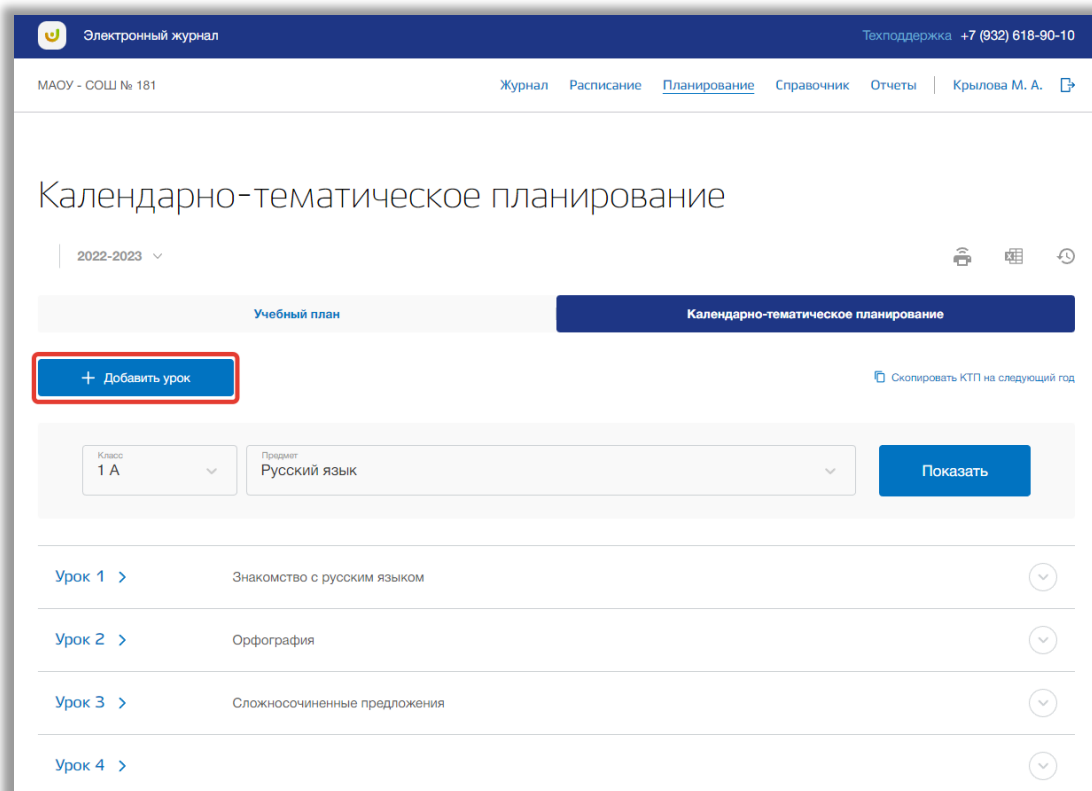 Электронный журнал Техподдержка +7 (932) 618-90-10
МАОУ - СОШ № 181 Журнал Расписание Планирование Справочник Отчеты Крылова М. А.
Календарно-тематическое планирование
2022-2023
Учебный план Календарно-тематическое планирование
+ Добавить урок Скопировать КТП на следующий год
Класс Предмет
1 А Русский язык Показать
Урок 1 Знакомство с русским языком
Урок 2 Орфография
Урок 3 Сложносочиненные предложения
Урок 4